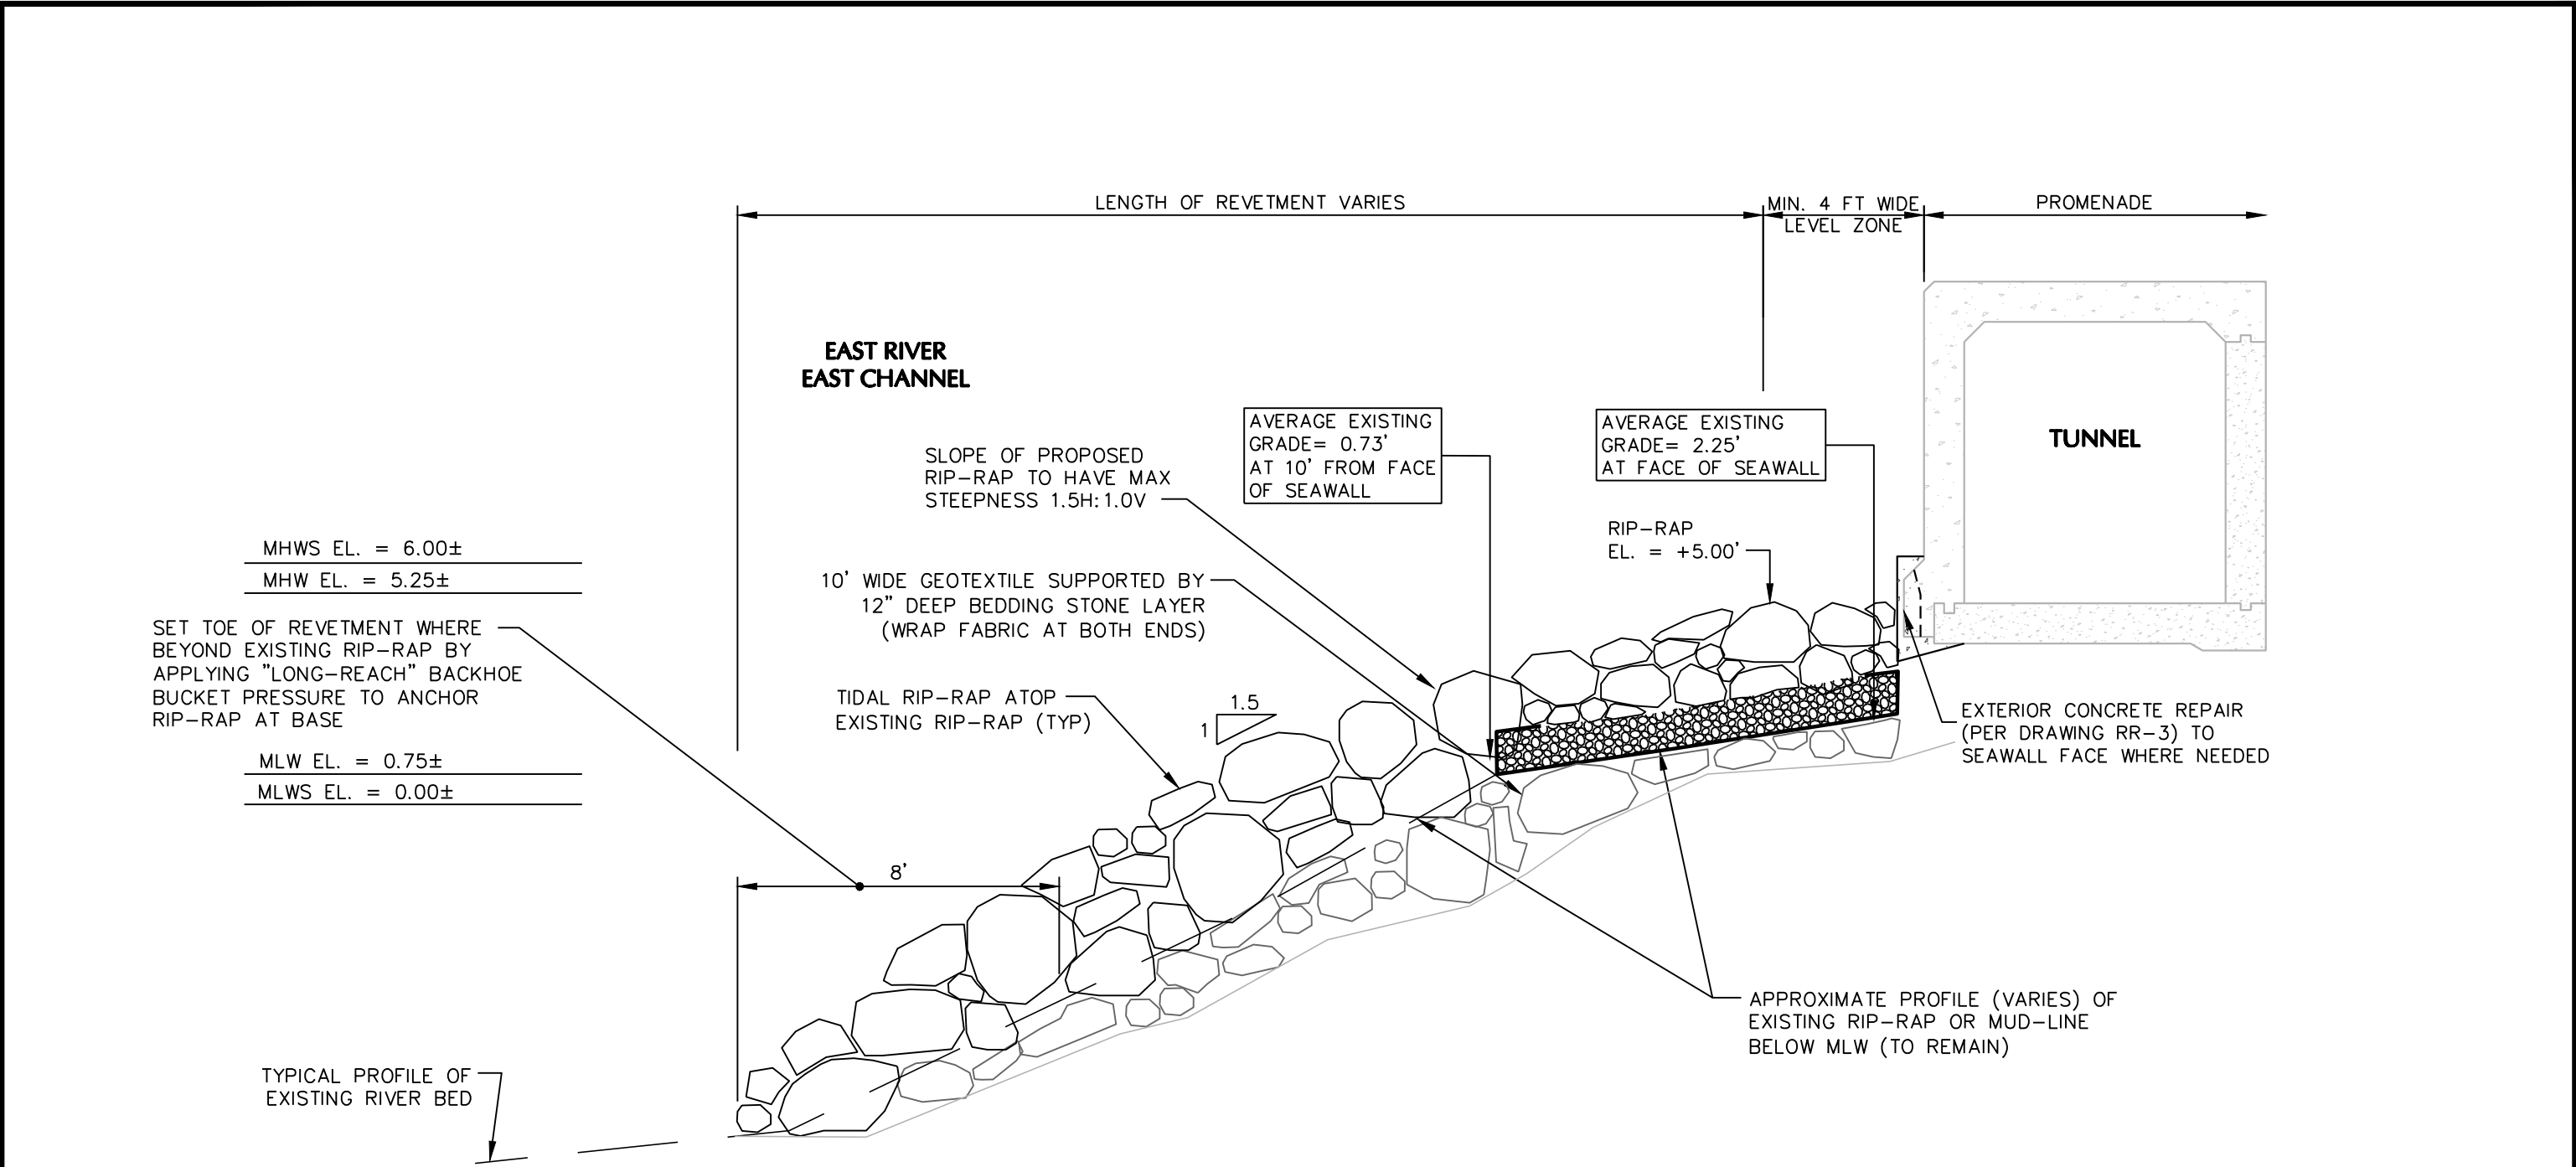 LENGTH OF REVETMENT VARIES
MIN. 4 FT WIDE
LEVEL ZONE
PROMENADE
EAST RIVER
EAST CHANNEL
AVERAGE EXISTING
GRADE= 0.73'
AT 10' FROM FACE
OF SEAWALL
AVERAGE EXISTING
GRADE= 2.25'
AT FACE OF SEAWALL
TUNNEL
SLOPE OF PROPOSED
RIP-RAP TO HAVE MAX
STEEPNESS 1.5H:1.0V
RIP-RAP
EL. = +5.00'
MHWS EL. = 6.00±
MHW EL. = 5.25±
10' WIDE GEOTEXTILE SUPPORTED BY
12" DEEP BEDDING STONE LAYER
(WRAP FABRIC AT BOTH ENDS)
SET TOE OF REVETMENT WHERE
BEYOND EXISTING RIP-RAP BY
APPLYING "LONG-REACH" BACKHOE
BUCKET PRESSURE TO ANCHOR
RIP-RAP AT BASE
TIDAL RIP-RAP ATOP
EXISTING RIP-RAP (TYP)
1.5
1
EXTERIOR CONCRETE REPAIR
(PER DRAWING RR-3) TO
SEAWALL FACE WHERE NEEDED
MLW EL. = 0.75±
MLWS EL. = 0.00±
8'
APPROXIMATE PROFILE (VARIES) OF
EXISTING RIP-RAP OR MUD-LINE
BELOW MLW (TO REMAIN)
TYPICAL PROFILE OF
EXISTING RIVER BED